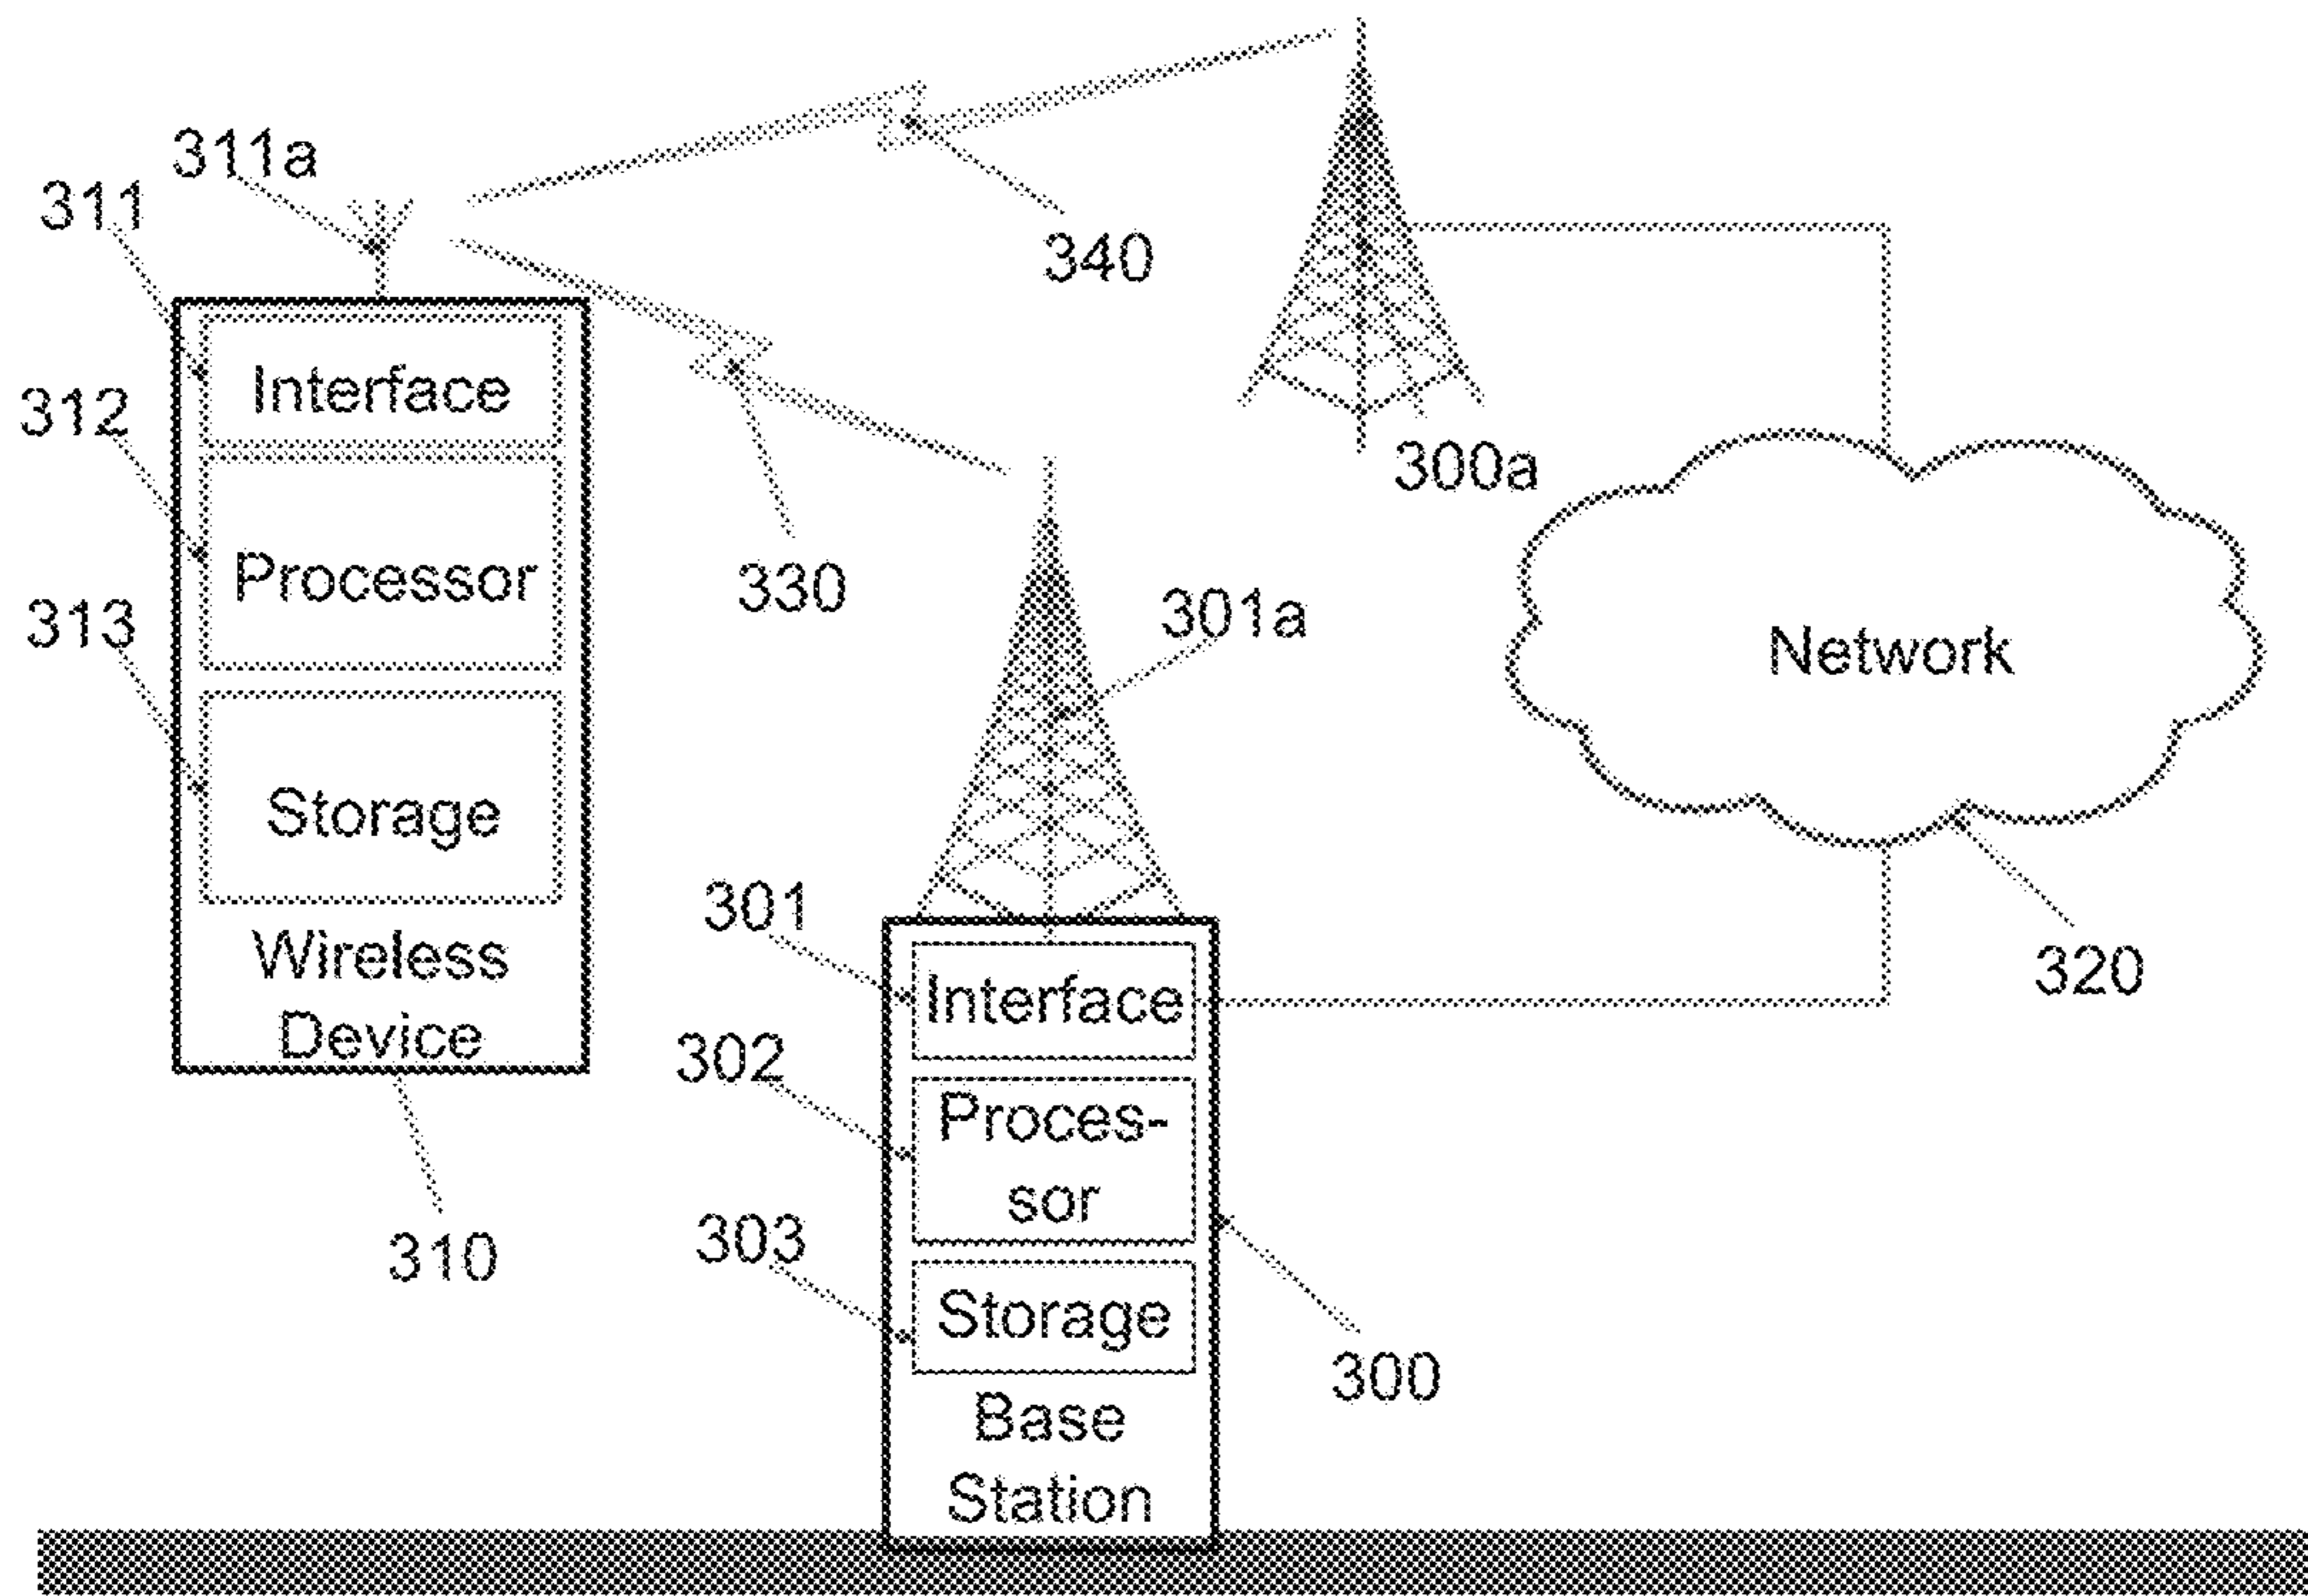 311a
311
340
Interface
312
300a
Processor
330
301a
313
Network
Storage
301
Wireless
Device
320
Interface
302
Proces-
sor
310
303
Storage
300
Base
Station